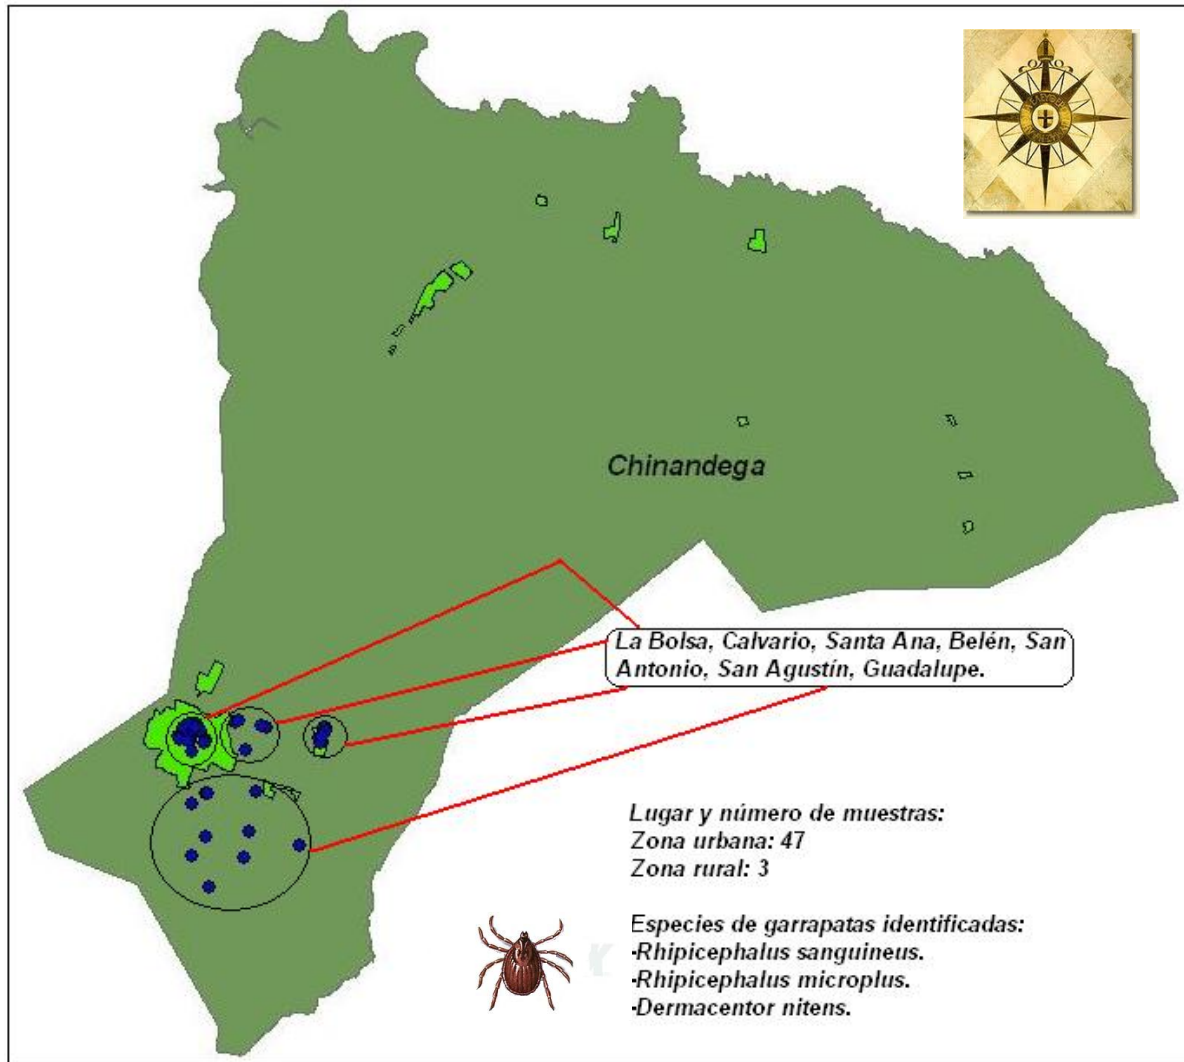 Chinandega
La Bolsa, Calvario, Santa Ana, Belén, San
Antonio, San Agustín, Guadalupe.
Lugar y número de muestras:
Zona urbana: 47
Zona rural: 3
Especies de garrapatas identificadas:
-Rhipicephalus sanguineus.
-Rhipicephalus microplus.
-Dermacentor nitens.